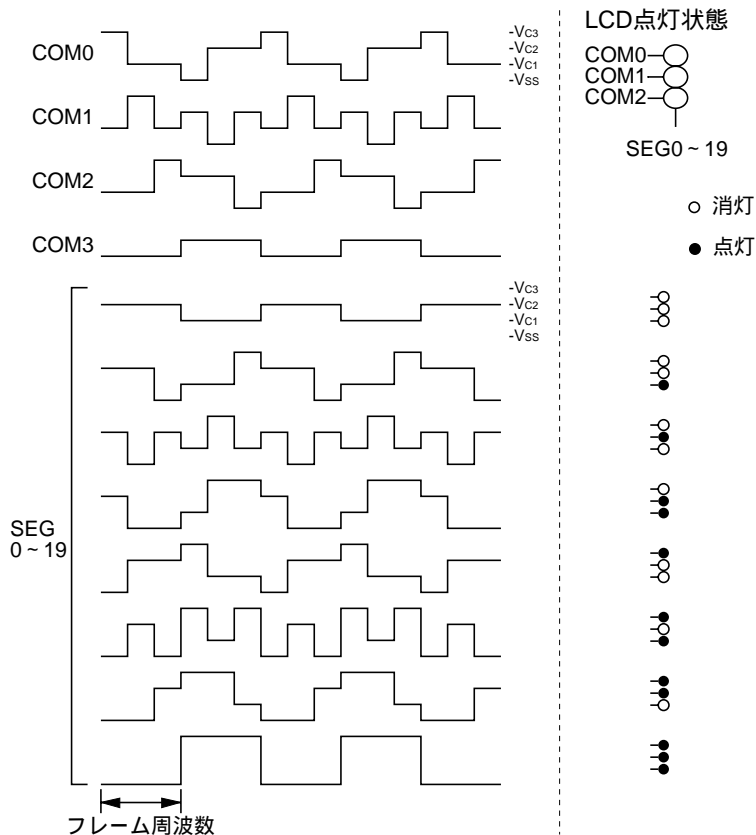 LCD点灯状態
COM0
-VC3
-VC2
-VC1
-VSS
COM0
COM1
COM2
COM1
SEG0~19
COM2
消灯
点灯
COM3
-VC3
-VC2
-VC1
-VSS
SEG
0~19
フレーム周波数